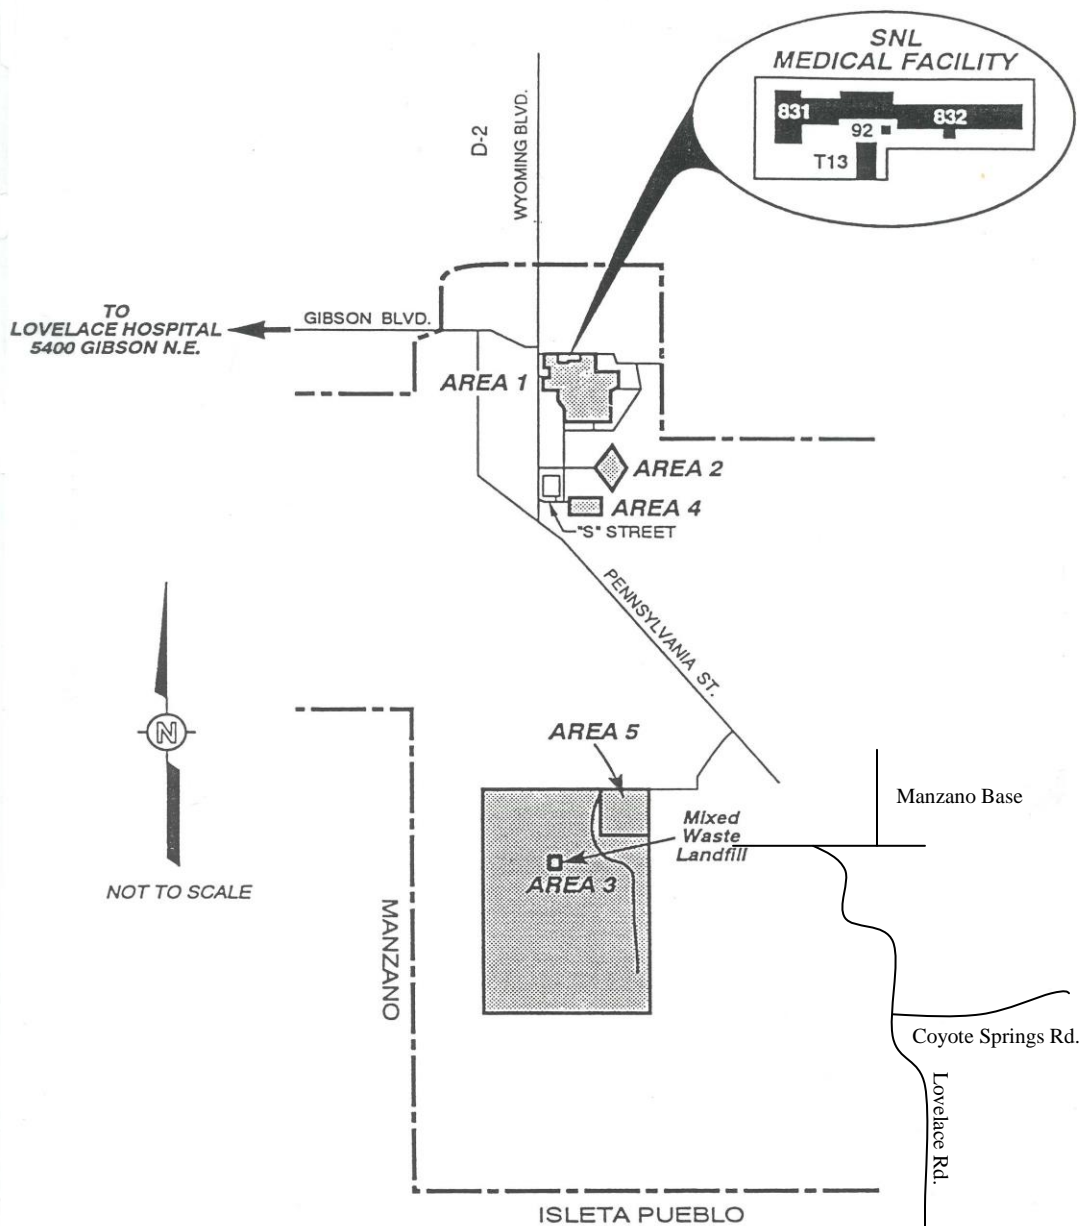 SNL
MEDICAL FACILITY
831
832
92
T13
D-2
WYOMING BLVD.
TO
LOVELACE HOSPITAL
5400 GIBSON N.E.
GIBSON BLVD.
AREA 1
AREA 2
AREA 4
"S" STREET
PENNSYLVANIA ST.
N
NOT TO SCALE
AREA 5
Mixed
Waste
Landfill
AREA 3
Manzano Base
MANZANO
Coyote Springs Rd.
Lovelace Rd.
ISLETA PUEBLO